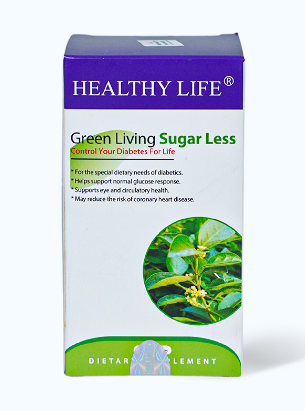 HEALTHY LIFE®
Green Living Sugar Less
Control Your Diabetes For Life
* For the special dietary needs of diabetics.
* Helps support normal glucose response.
* Supports eye and circulatory health.
* May reduce the risk of coronary heart disease.